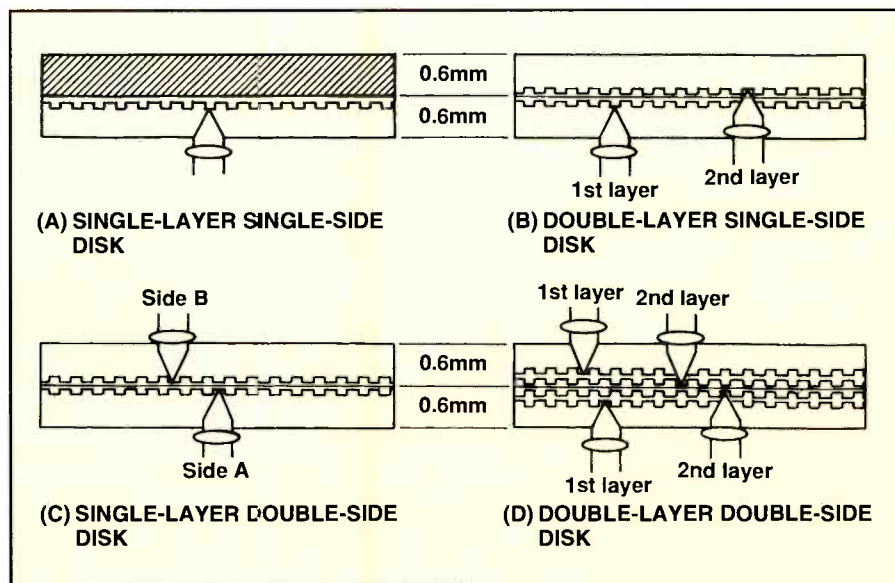 0.6mm
0.6mm
1st layer
2nd layer
(A) SINGLE-LAYER SINGLE-SIDE
DISK
(B) DOUBLE-LAYER SINGLE-SIDE
DISK
Side B
1st layer
2nd layer
0.6mm
0.6mm
Side A
1st layer
2nd layer
(C) SINGLE-LAYER DOUBLE-SIDE
DISK
(D) DOUBLE-LAYER DOUBLE-SIDE
DISK